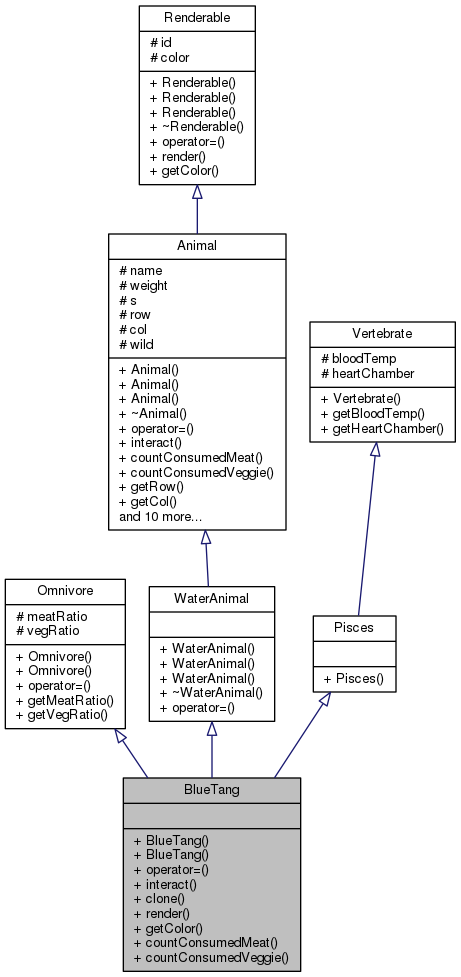 Renderable
# id
# color
+ Renderable()
+ Renderable()
+ Renderable()
+ ~Renderable()
+ operator=()
+ render()
+ getColor()
Animal
# name
# weight
# s
# row
# col
# wild
+ Animal()
+ Animal()
+ Animal()
+ ~Animal()
+ operator=()
+ interact()
+ countConsumedMeat()
+ countConsumedVeggie()
+ getRow()
+ getCol()
and 10 more...
Vertebrate
# bloodTemp
# heartChamber
+ Vertebrate()
+ getBloodTemp()
+ getHeartChamber()
Omnivore
# meatRatio
# vegRatio
+ Omnivore()
+ Omnivore()
+ operator=()
+ getMeatRatio()
+ getVegRatio()
WaterAnimal
+ WaterAnimal()
+ WaterAnimal()
+ WaterAnimal()
+ ~WaterAnimal()
+ operator=()
Pisces
+ Pisces()
BlueTang
+ BlueTang()
+ BlueTang()
+ operator=()
+ interact()
+ clone()
+ render()
+ getColor()
+ countConsumedMeat()
+ countConsumedVeggie()